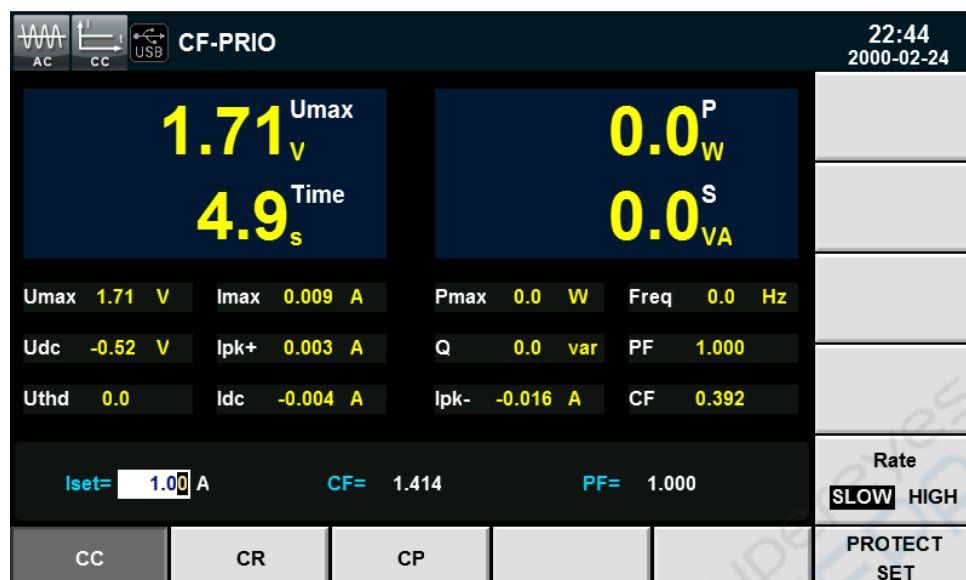 AC CC USB CF-PRIO 22:44
2000-02-24
1.71 Umax V 0.0 P W
4.9 Time s 0.0 S VA
Umax 1.71 V Imax 0.009 A Pmax 0.0 W Freq 0.0 Hz
Udc -0.52 V Ipk+ 0.003 A Q 0.0 var PF 1.000
Uthd 0.0 Idc -0.004 A Ipk- -0.016 A CF 0.392
Iset= 1.00 A CF= 1.414 PF= 1.000
Rate
SLOW HIGH
CC CR CP PROTECT
SET